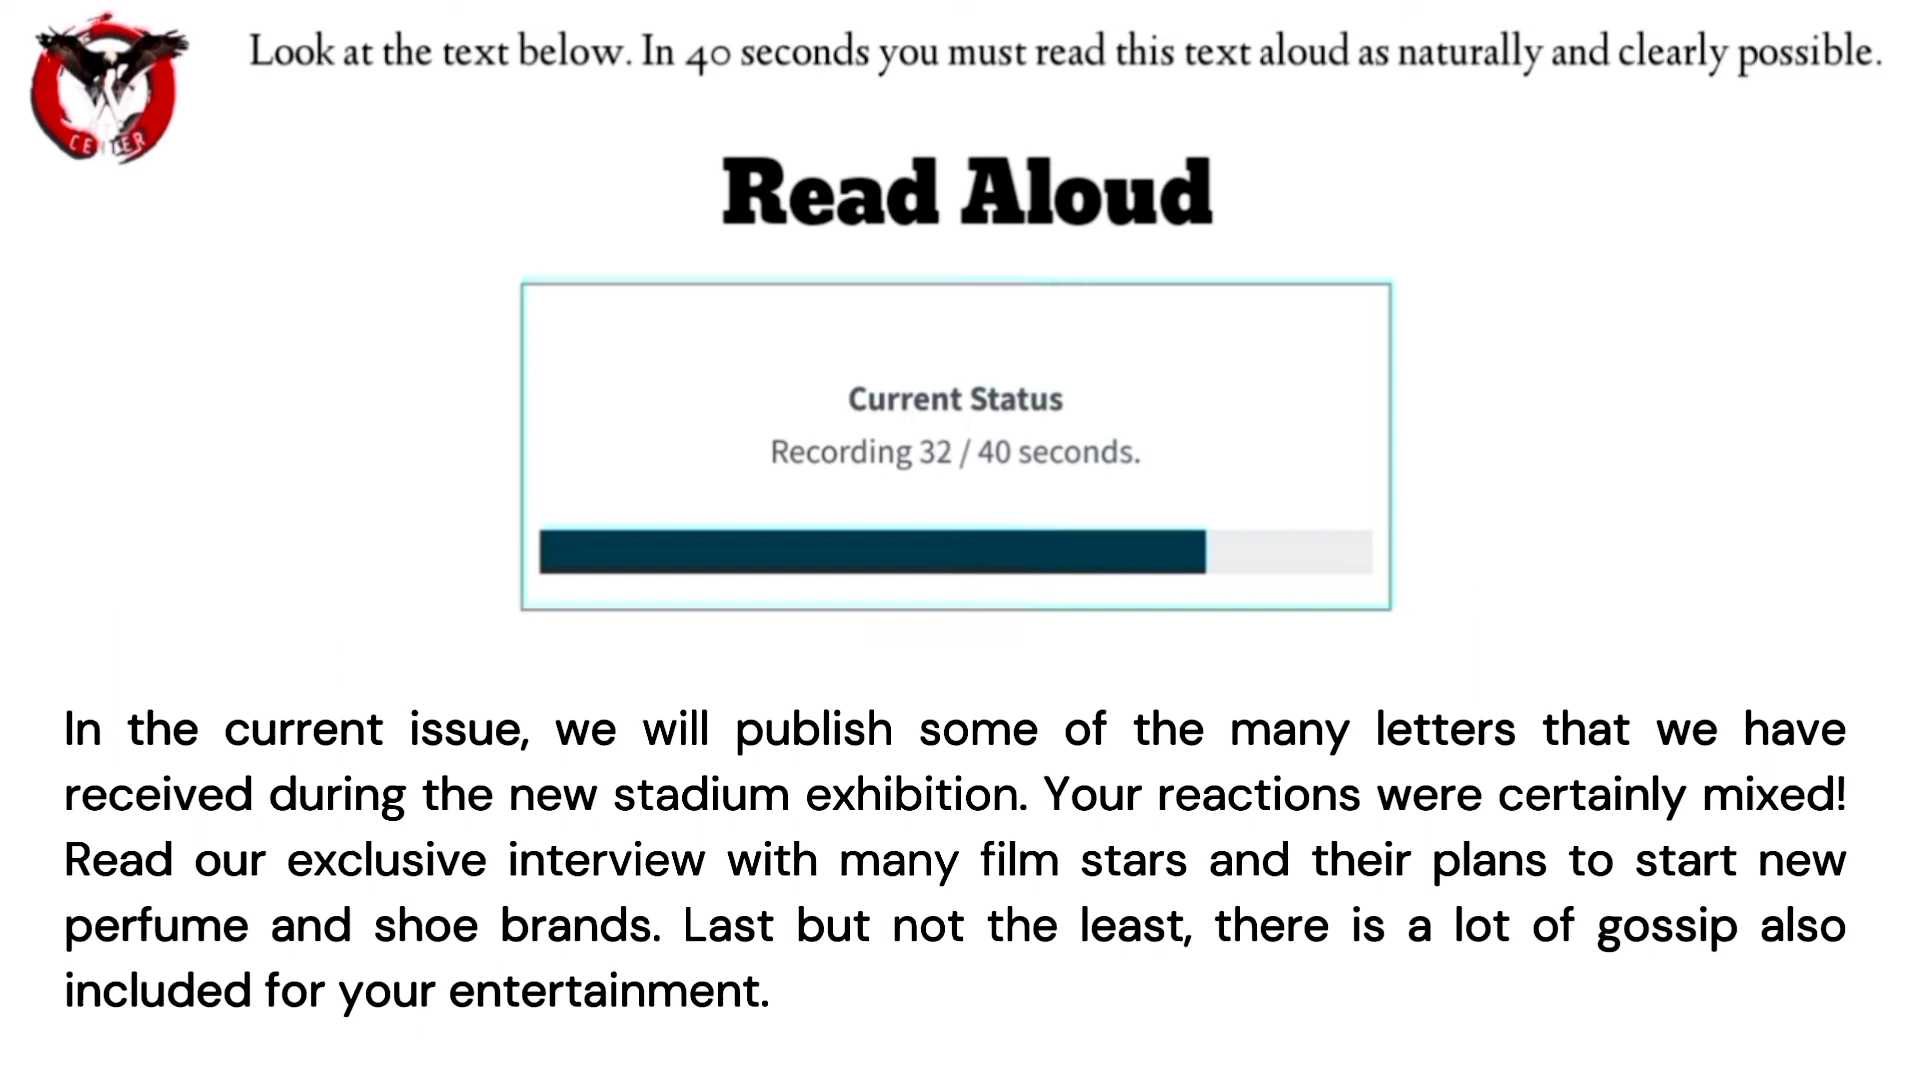 Look at the text below. In 40 seconds you must read this text aloud as naturally and clearly possible.
CENTER
Read Aloud
Current Status
Recording 32 / 40 seconds.
In the current issue, we will publish some of the many letters that we have
received during the new stadium exhibition. Your reactions were certainly mixed!
Read our exclusive interview with many film stars and their plans to start new
perfume and shoe brands. Last but not the least, there is a lot of gossip also
included for your entertainment.